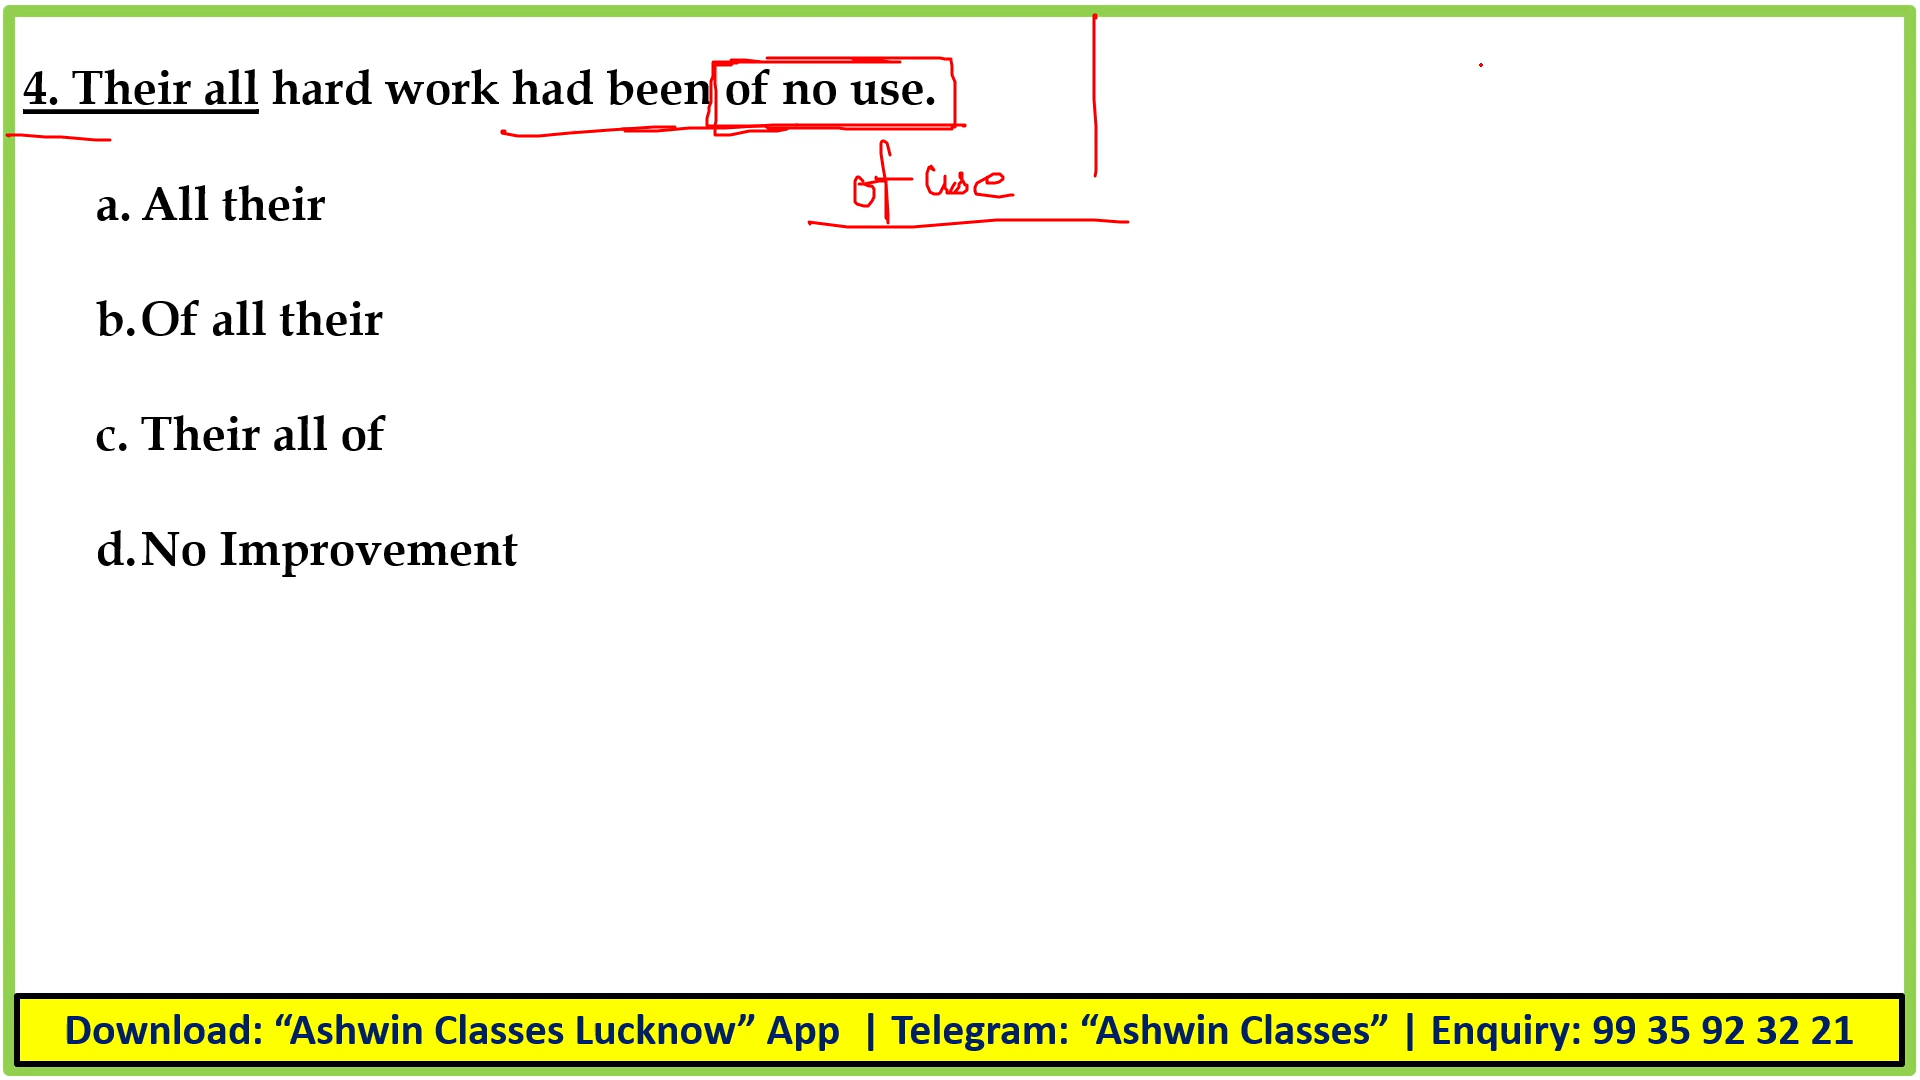 4. Their all hard work had been of no use.
of use
a. All their
b. Of all their
c. Their all of
d. No Improvement
Download: “Ashwin Classes Lucknow” App | Telegram: “Ashwin Classes” | Enquiry: 99 35 92 32 21